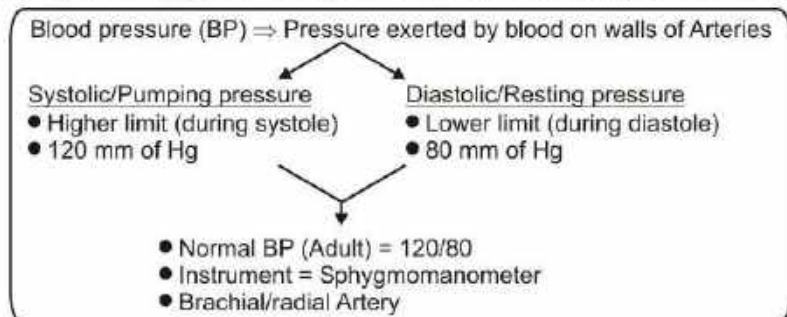 Blood pressure (BP) ⇒ Pressure exerted by blood on walls of Arteries
Systolic/Pumping pressure
● Higher limit (during systole)
● 120 mm of Hg
Diastolic/Resting pressure
● Lower limit (during diastole)
● 80 mm of Hg
● Normal BP (Adult) = 120/80
● Instrument = Sphygmomanometer
● Brachial/radial Artery